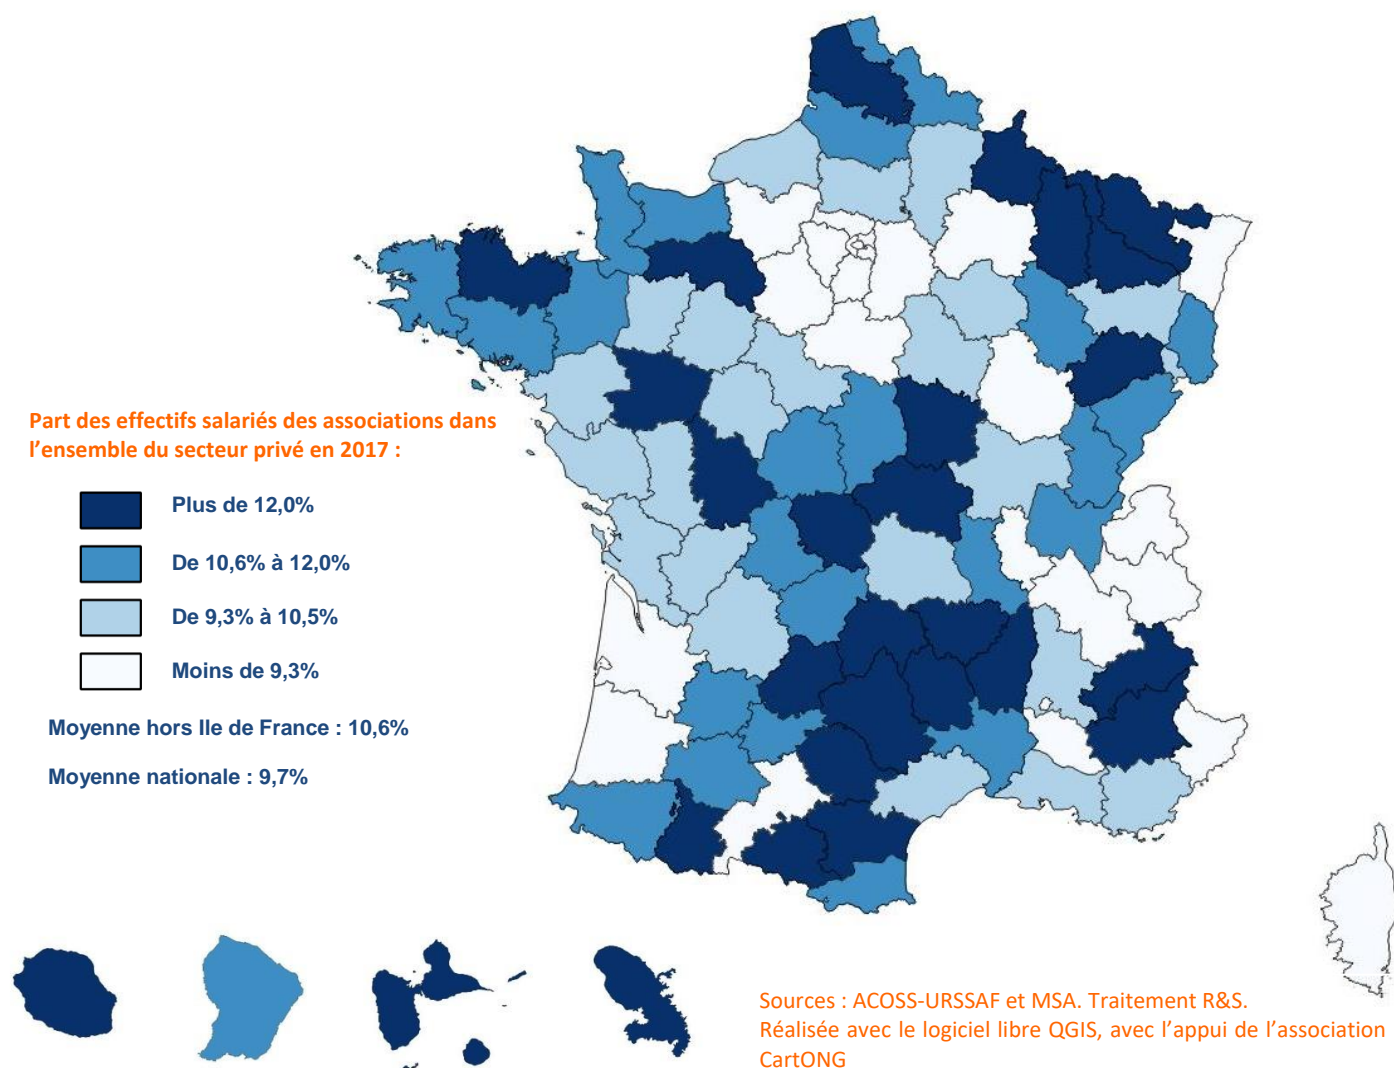 Part des effectifs salariés des associations dans
l’ensemble du secteur privé en 2017 :
Plus de 12,0%
De 10,6% à 12,0%
De 9,3% à 10,5%
Moins de 9,3%
Moyenne hors Ile de France : 10,6%
Moyenne nationale : 9,7%
Sources : ACOSS-URSSAF et MSA. Traitement R&S.
Réalisée avec le logiciel libre QGIS, avec l’appui de l’association
CartONG